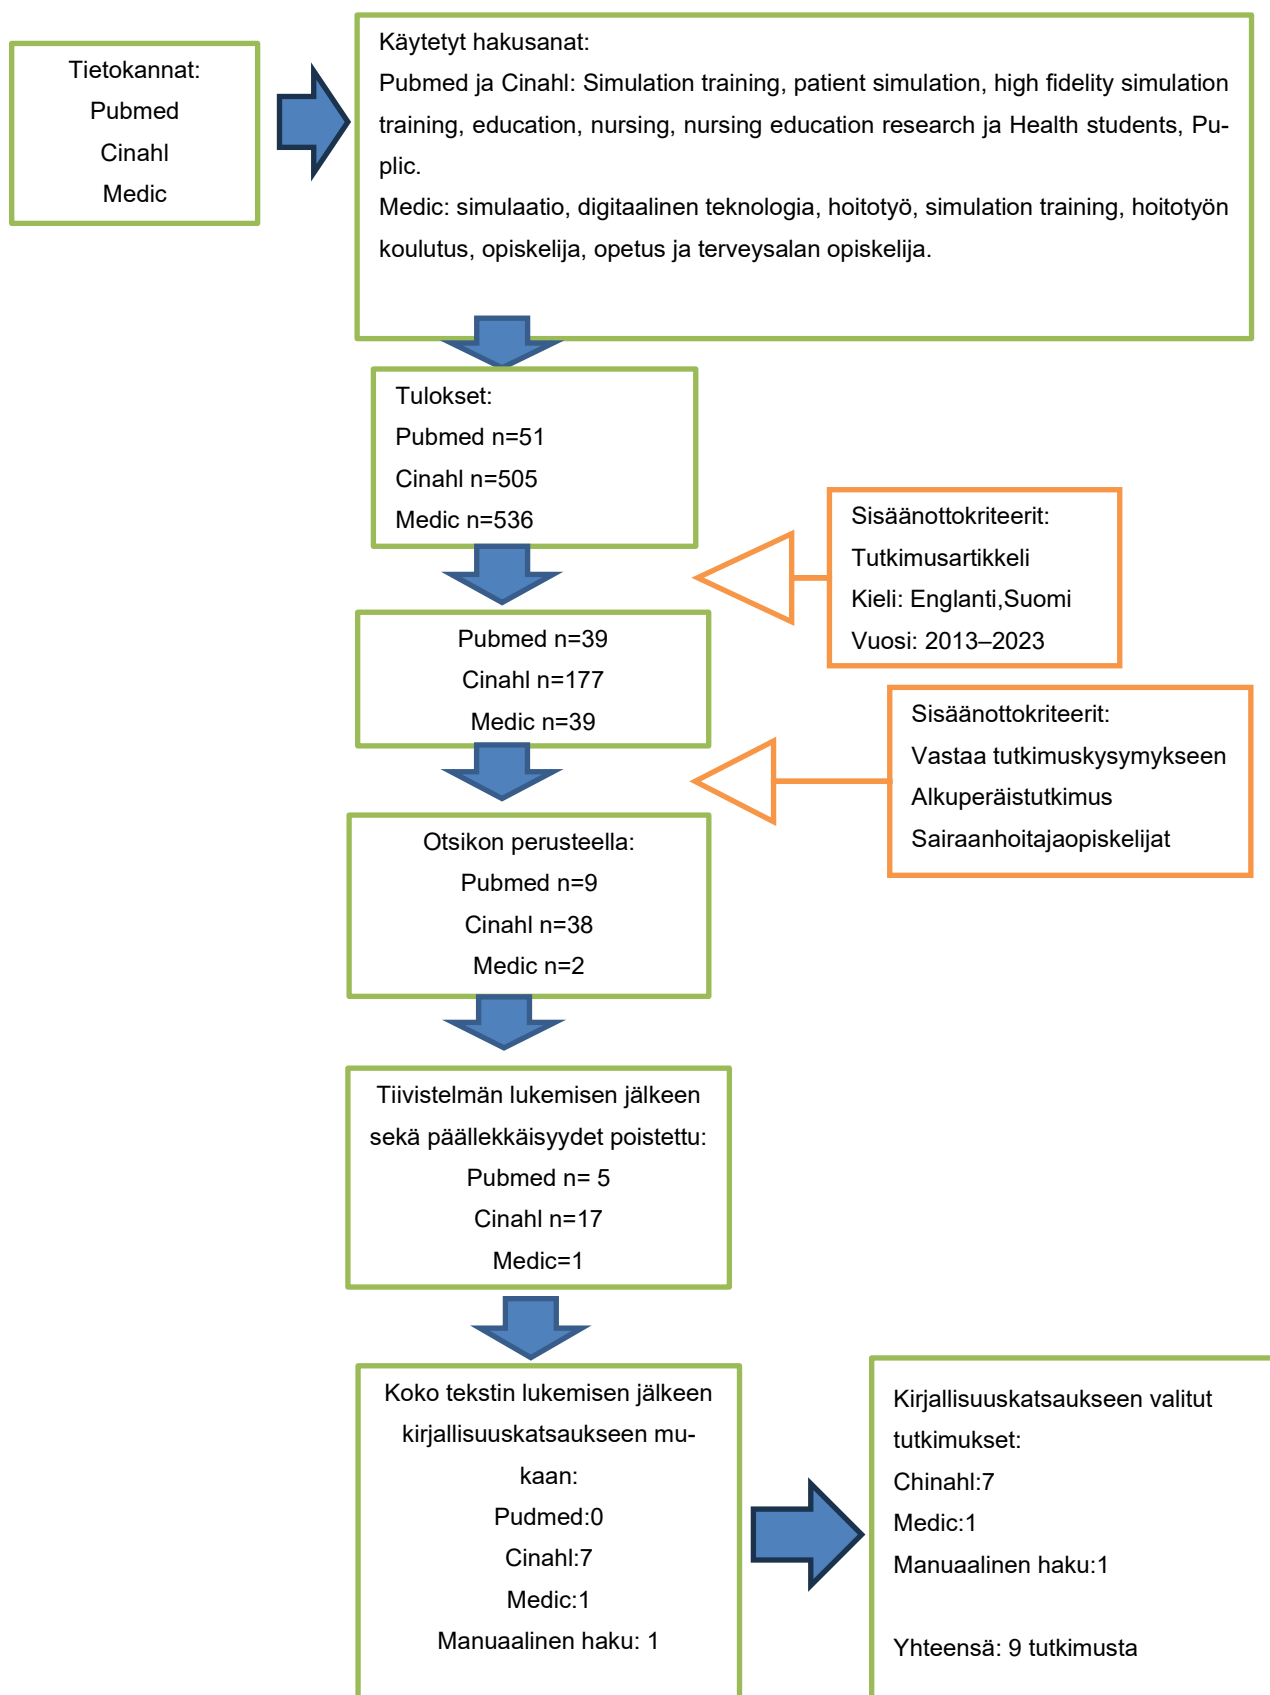 Tietokannat:
Pubmed
Cinahl
Medic
Käytetyt hakusanat:
Pubmed ja Cinahl: Simulation training, patient simulation, high fidelity simulation
training, education, nursing, nursing education research ja Health students, Pu-
plic.
Medic: simulaatio, digitaalinen teknologia, hoitotyö, simulation training, hoitotyön
koulutus, opiskelija, opetus ja terveysalan opiskelija.
Tulokset:
Pubmed n=51
Cinahl n=505
Medic n=536
Sisäänottokriteerit:
Tutkimusartikkeli
Kieli: Englanti,Suomi
Vuosi: 2013–2023
Pubmed n=39
Cinahl n=177
Medic n=39
Sisäänottokriteerit:
Vastaa tutkimuskysymykseen
Alkuperäistutkimus
Sairaanhoitajaopiskelijat
Otsikon perusteella:
Pubmed n=9
Cinahl n=38
Medic n=2
Tiivistelmän lukemisen jälkeen
sekä päällekkäisyydet poistettu:
Pubmed n= 5
Cinahl n=17
Medic=1
Koko tekstin lukemisen jälkeen
kirjallisuuskatsaukseen mu-
kaan:
Pudmed:0
Cinahl:7
Medic:1
Manuaalinen haku: 1
Kirjallisuuskatsaukseen valitut
tutkimukset:
Chinahl:7
Medic:1
Manuaalinen haku:1
Yhteensä: 9 tutkimusta